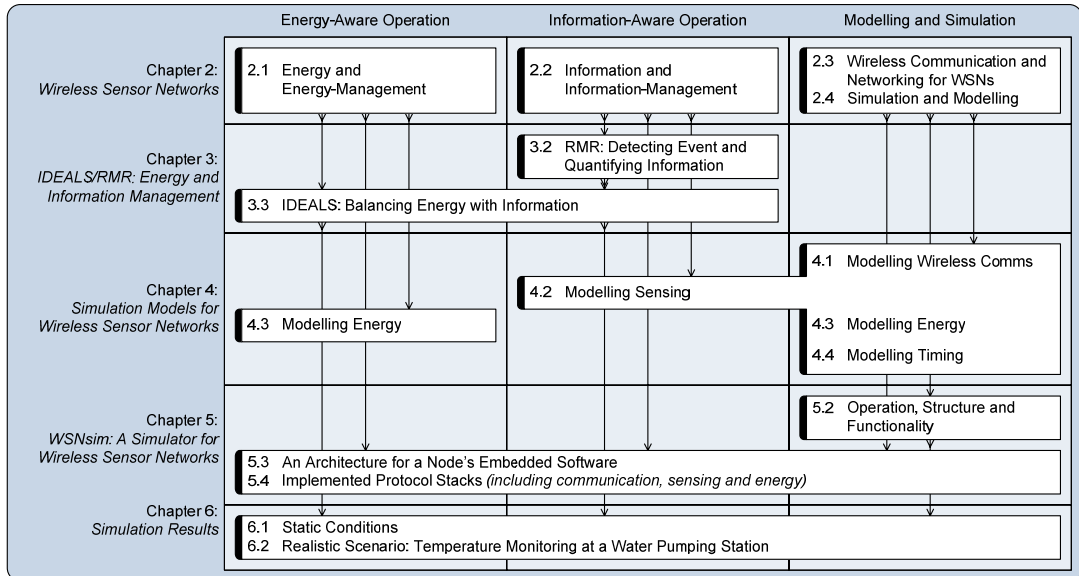 Energy-Aware Operation
Information-Aware Operation
Modelling and Simulation
Chapter 2:
Wireless Sensor Networks
2.1 Energy and
Energy-Management
2.2 Information and
Information-Management
2.3 Wireless Communication and
Networking for WSNs
2.4 Simulation and Modelling
Chapter 3:
IDEALS/RMR: Energy and
Information Management
3.2 RMR: Detecting Event and
Quantifying Information
3.3 IDEALS: Balancing Energy with Information
Chapter 4:
Simulation Models for
Wireless Sensor Networks
4.1 Modelling Wireless Comms
4.2 Modelling Sensing
4.3 Modelling Energy
4.3 Modelling Energy
4.4 Modelling Timing
Chapter 5:
WSNsim: A Simulator for
Wireless Sensor Networks
5.2 Operation, Structure and
Functionality
5.3 An Architecture for a Node's Embedded Software
5.4 Implemented Protocol Stacks (including communication, sensing and energy)
Chapter 6:
Simulation Results
6.1 Static Conditions
6.2 Realistic Scenario: Temperature Monitoring at a Water Pumping Station